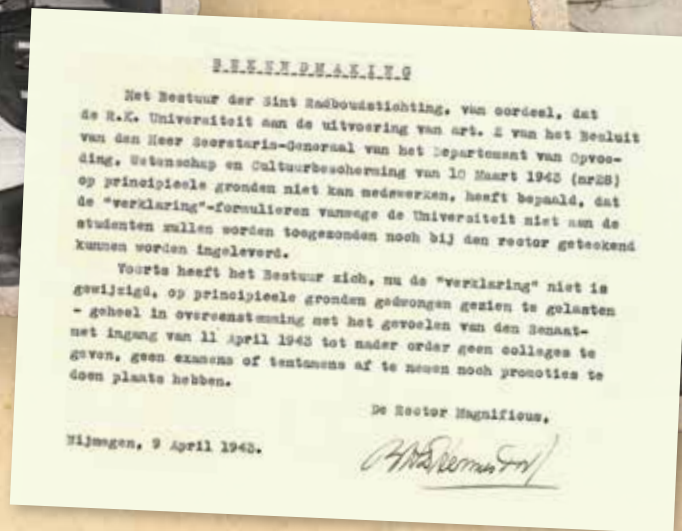 BEKENDMAKING
Het Bestuur der Sint Radboudstichting, van oordeel, dat
de R.K. Universiteit aan de uitvoering van art. 2 van het Besluit
van den Heer Secretaris-Generaal van het Departement van Opvoe-
ding, Wetenschap en Cultuurbescherming van 10 Maart 1943 (nr28)
op principieele gronden niet kan medewerken, heeft bepaald, dat
de "verklaring"-formulieren vanwege de Universiteit niet aan de
studenten zullen worden toegezonden noch bij den rector geteekend
kunnen worden ingeleverd.
Voorts heeft het Bestuur zich, nu de "verklaring" niet is
gewijzigd, op principieele gronden gedwongen gezien te gelasten
- geheel in overeenstemming met het gevoelen van den Senaat-
met ingang van 11 April 1943 tot nader order geen colleges te
geven, geen examens of tentamens af te nemen noch promoties te
doen plaats hebben.
De Rector Magnificus,
Nijmegen, 9 April 1943.